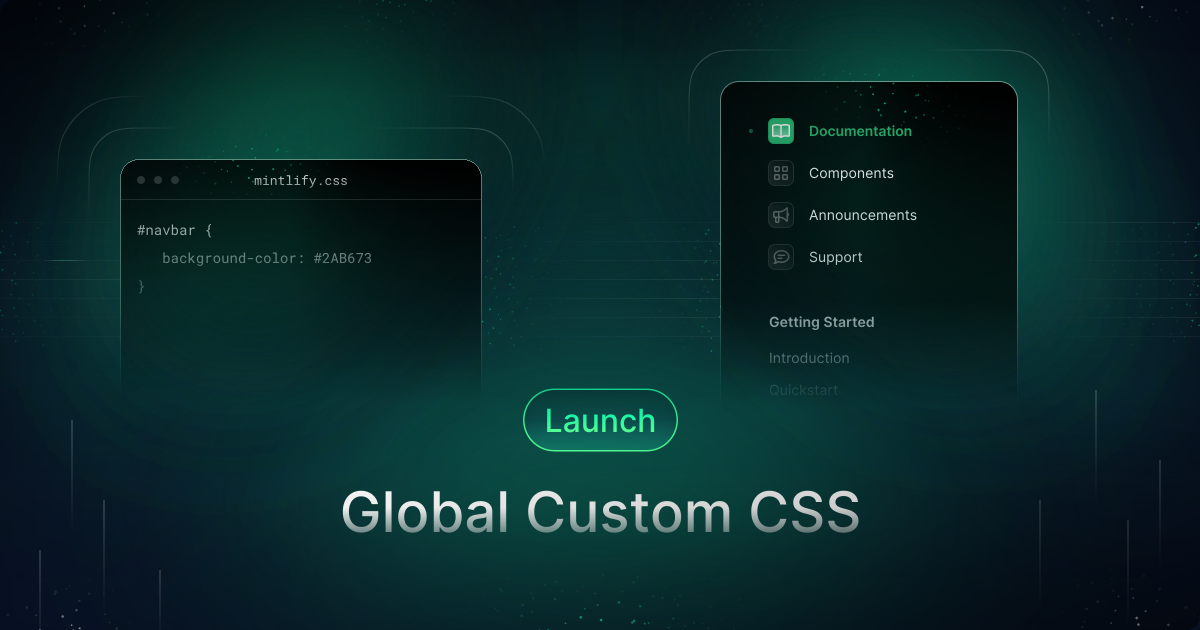 mintlify.css
#navbar {
background-color: #2AB673
}
Documentation
Components
Announcements
Support
Getting Started
Introduction
Quickstart
Launch
Global Custom CSS